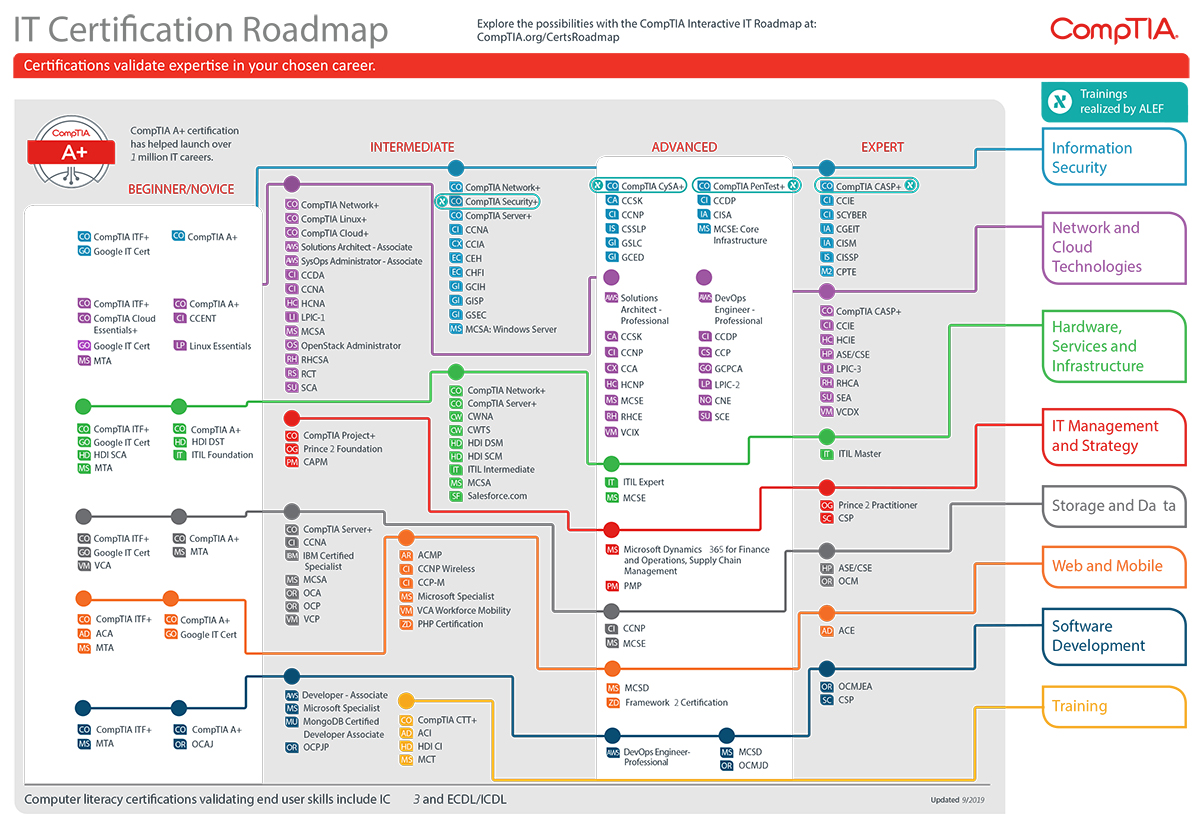 IT Certification Roadmap
Explore the possibilities with the CompTIA Interactive IT Roadmap at:
CompTIA.org/CertsRoadmap
CompTIA.
Certifications validate expertise in your chosen career.
Trainings
realized by ALEF
CompTIA
A+
CompTIA A+ certification
has helped launch over
1 million IT careers.
BEGINNER/NOVICE
INTERMEDIATE
ADVANCED
EXPERT
CO CompTIA ITF+
GO Google IT Cert
CO CompTIA A+
CO CompTIA ITF+
CO CompTIA Cloud
Essentials+
GO Google IT Cert
MS MTA
CO CompTIA A+
CI CCENT
LP Linux Essentials
CO CompTIA ITF+
GO Google IT Cert
HD HDI SCA
MS MTA
CO CompTIA A+
HD HDI DST
IT ITIL Foundation
CO CompTIA ITF+
GO Google IT Cert
VM VCA
CO CompTIA A+
MS MTA
CO CompTIA ITF+
AD ACA
MS MTA
CO CompTIA A+
GO Google IT Cert
CO CompTIA ITF+
MS MTA
CO CompTIA A+
OR OCAJ
CO CompTIA Network+
CO CompTIA Linux+
CO CompTIA Cloud+
AWS Solutions Architect - Associate
AWS SysOps Administrator - Associate
CI CCDA
CI CCNA
HC HCNA
LI LPIC-1
MS MCSA
OS OpenStack Administrator
RH RHCSA
RS RCT
SU SCA
CO CompTIA Network+
CO CompTIA Security+
CO CompTIA Server+
CI CCNA
CX CCIA
EC CEH
EC CHFI
GI GCIH
GI GISP
GI GSEC
MS MCSA: Windows Server
CO CompTIA Project+
OG Prince 2 Foundation
PM CAPM
CO CompTIA Network+
CO CompTIA Server+
CW CWNA
CW CWTS
HD HDI DSM
HD HDI SCM
IT ITIL Intermediate
MS MCSA
SF Salesforce.com
CO CompTIA Server+
CI CCNA
IBM IBM Certified
Specialist
MS MCSA
OR OCA
OR OCP
VM VCP
AR ACMP
CI CCNP Wireless
CI CCP-M
MS Microsoft Specialist
VM VCA Workforce Mobility
ZD PHP Certification
AWS Developer - Associate
MS Microsoft Specialist
MU MongoDB Certified
Developer Associate
OR OCPJP
CO CompTIA CTT+
AD ACI
HD HDI CI
MS MCT
CO CompTIA CySA+
CA CCSK
CI CCNP
IS CSSLP
GI GSLC
GI GCED
CO CompTIA PenTest+
CI CCDP
IA CISA
MS MCSE: Core
Infrastructure
AWS Solutions
Architect -
Professional
CA CCSK
CI CCNP
CX CCA
HC HCNP
MS MCSE
RH RHCE
VM VCIX
AWS DevOps
Engineer -
Professional
CI CCDP
CS CCP
GO GCPCA
LP LPIC-2
NO CNE
SU SCE
IT ITIL Expert
MS MCSE
MS Microsoft Dynamics 365 for Finance
and Operations, Supply Chain
Management
PM PMP
CI CCNP
MS MCSE
MS MCSD
ZD Framework 2 Certification
AWS DevOps Engineer-
Professional
MS MCSD
OR OCMJD
CO CompTIA CASP+
CI CCIE
CI SCYBER
IA CGEIT
IA CISM
IS CISSP
M2 CPTE
CO CompTIA CASP+
CI CCIE
HC HCIE
HP ASE/CSE
LP LPIC-3
RH RHCA
SU SEA
VM VCDX
IT ITIL Master
OG Prince 2 Practitioner
SC CSP
HP ASE/CSE
OR OCM
AD ACE
OR OCMJEA
SC CSP
Information
Security
Network and
Cloud
Technologies
Hardware,
Services and
Infrastructure
IT Management
and Strategy
Storage and Da ta
Web and Mobile
Software
Development
Training
Computer literacy certifications validating end user skills include IC 3 and ECDL/ICDL
Updated 9/2019